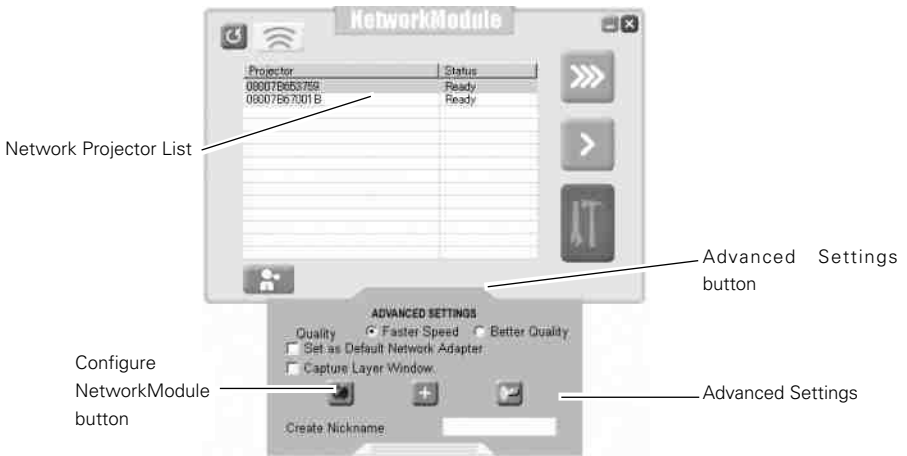 NetworkModule
Projector Status
08007B653759 Ready
08007B67001B Ready
Network Projector List
Advanced Settings
button
ADVANCED SETTINGS
Quality Faster Speed Better Quality
Set as Default Network Adapter
Capture Layer Window.
Configure
NetworkModule
button
Advanced Settings
Create Nickname